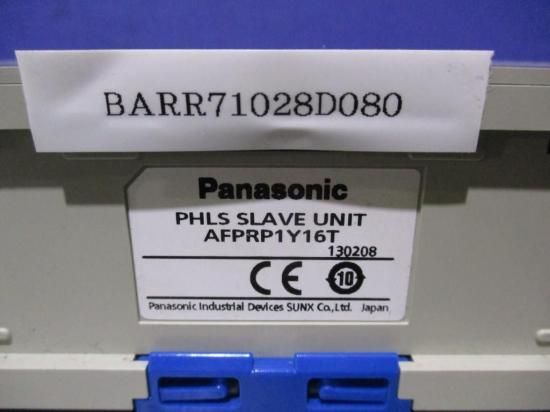 BARR71028D080
Panasonic
PHLS SLAVE UNIT
AFPRP1Y16T
130208
CE 10
Panasonic Industrial Devices SUNX Co.,Ltd. Japan